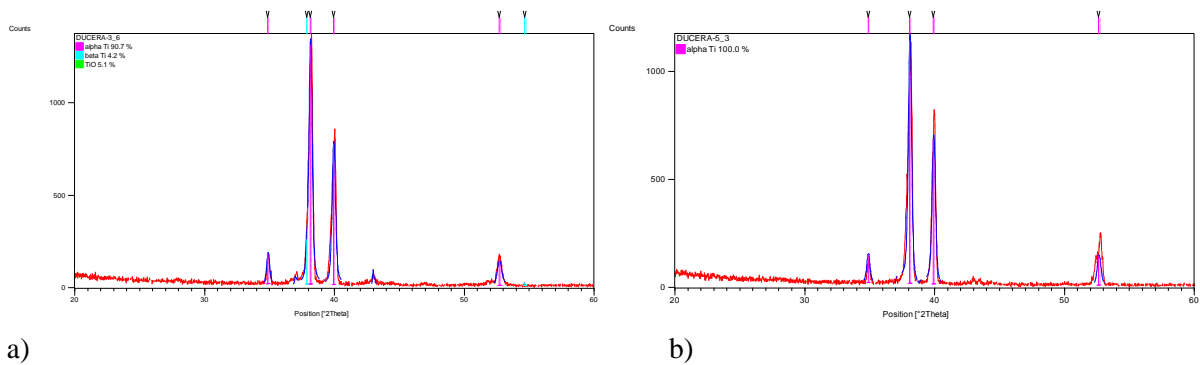 Counts
DUCERA-3_6
alpha Ti 90.7 %
beta Ti 4.2 %
TiO 5.1 %
1000
500
0
20
30
40
50
60
Position [°2Theta]
a)
Counts
DUCERA-5_3
alpha Ti 100.0 %
1000
500
0
20
30
40
50
60
Position [°2Theta]
b)